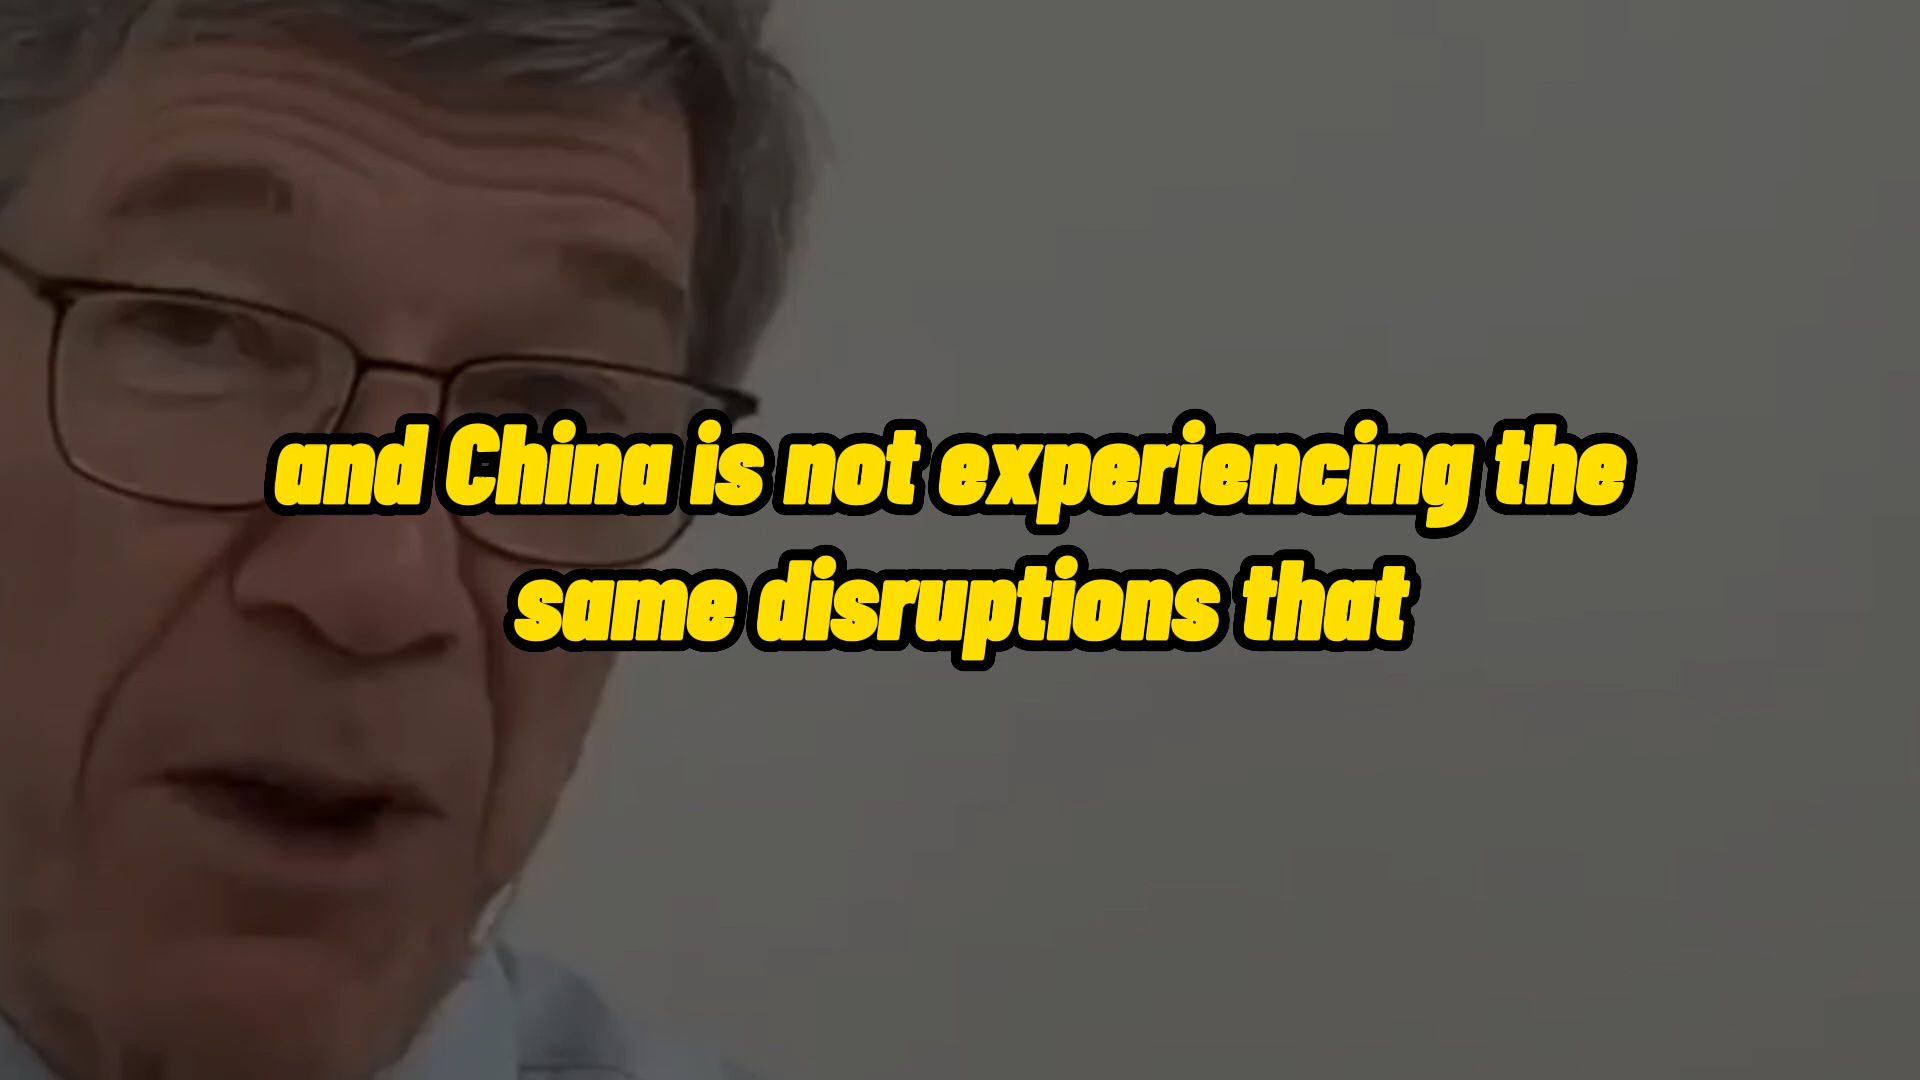 and China is not experiencing the
same disruptions that